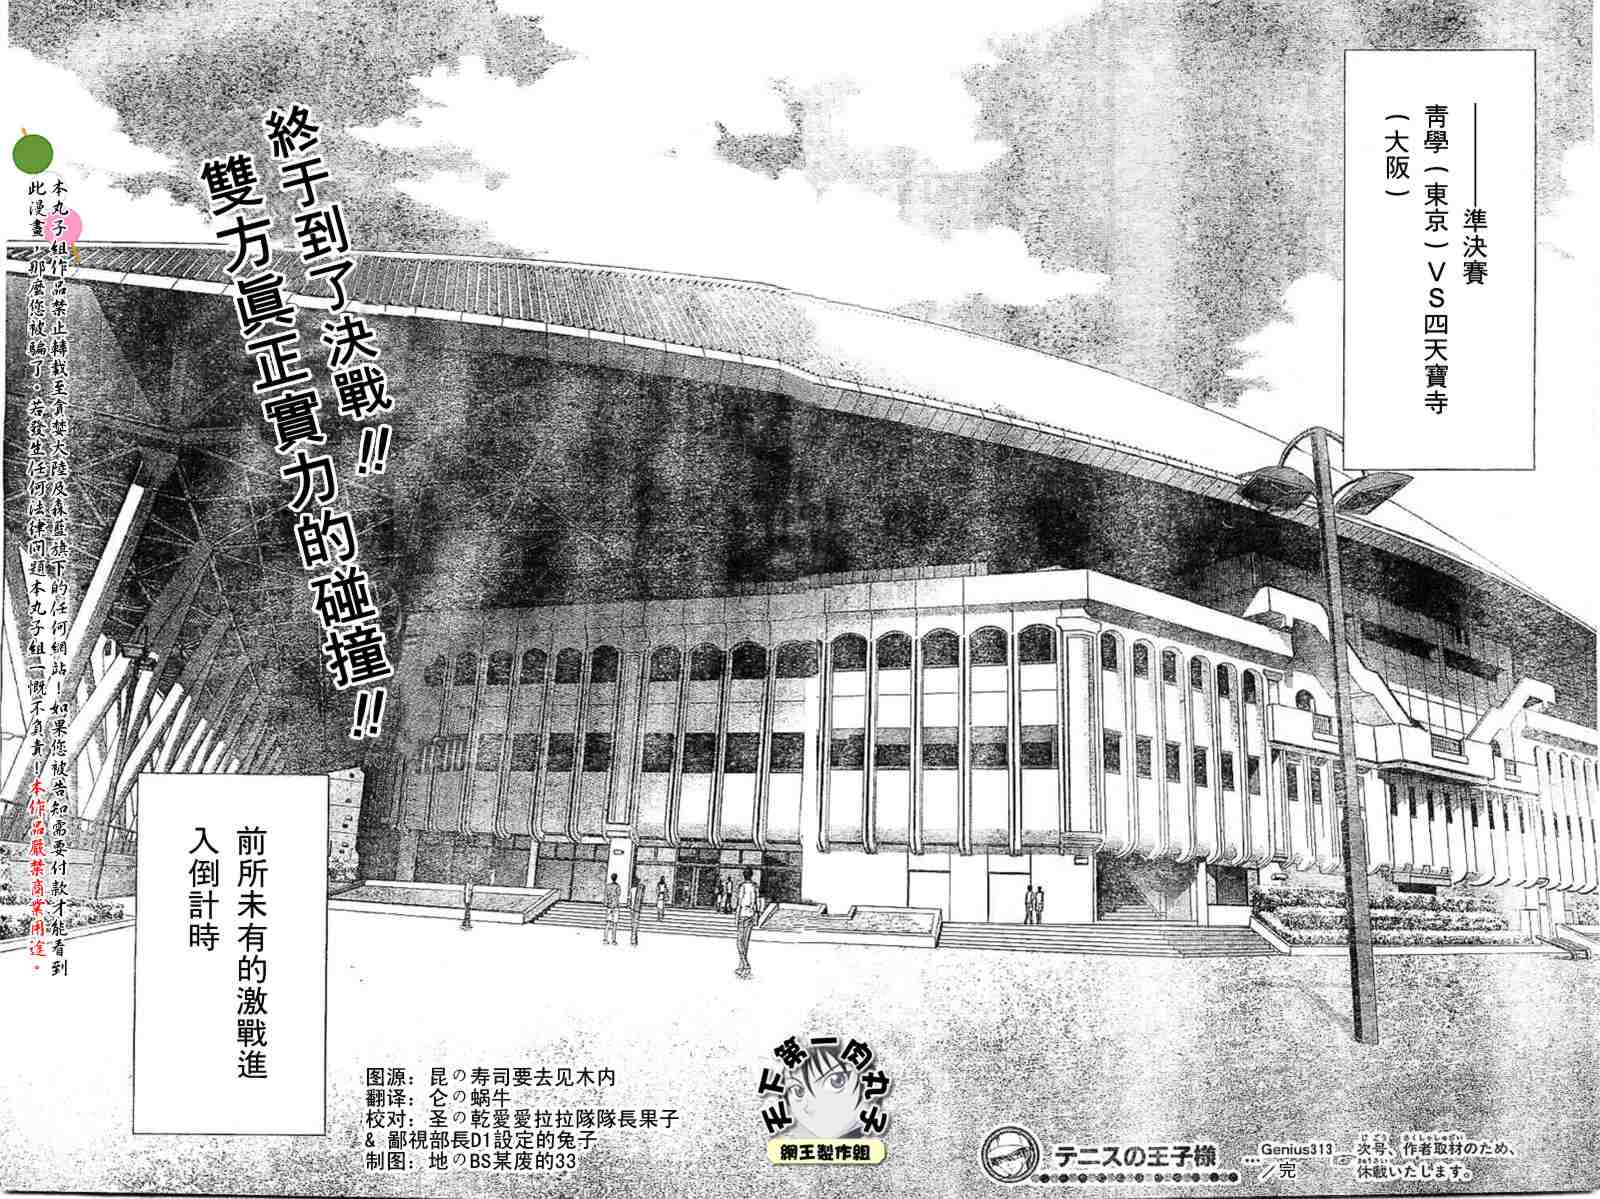 ———準決賽
靑學(東京)VS四天寶寺
(大阪)
終于到了決戰!!
雙方眞正實力的碰撞!!
本丸子組作品禁止轉載至貪婪大陸及森藍旗下的任何網站!如果您被告知需要付款才能看到
此漫畫,那麼您被騙了.若發生任何法律問題本丸子組一慨不負責!本作品嚴禁商業用途。
前所未有的激戰進
入倒計時
图源：昆の寿司要去见木内
翻译：仑の蜗牛
校对：圣の乾愛愛拉拉隊隊長果子
& 鄙視部長D1設定的兔子
制图：地のBS某废的33
天下第一肉丸子
網王製作組
テニスの王子様
…Genius313
／完
☞次号、作者取材のため、
休載いたします。